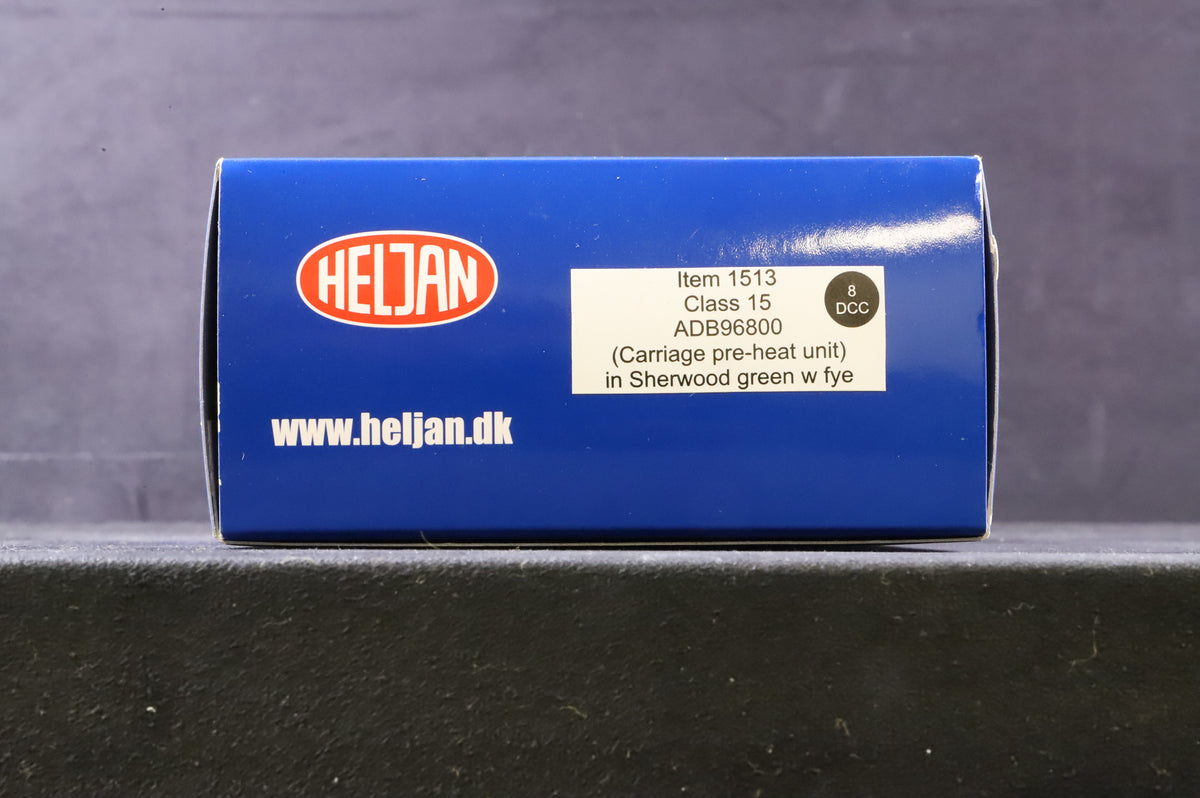 HELJAN
www.heljan.dk
Item 1513
Class 15
ADB96800
(Carriage pre-heat unit)
in Sherwood green w fye
8
DCC